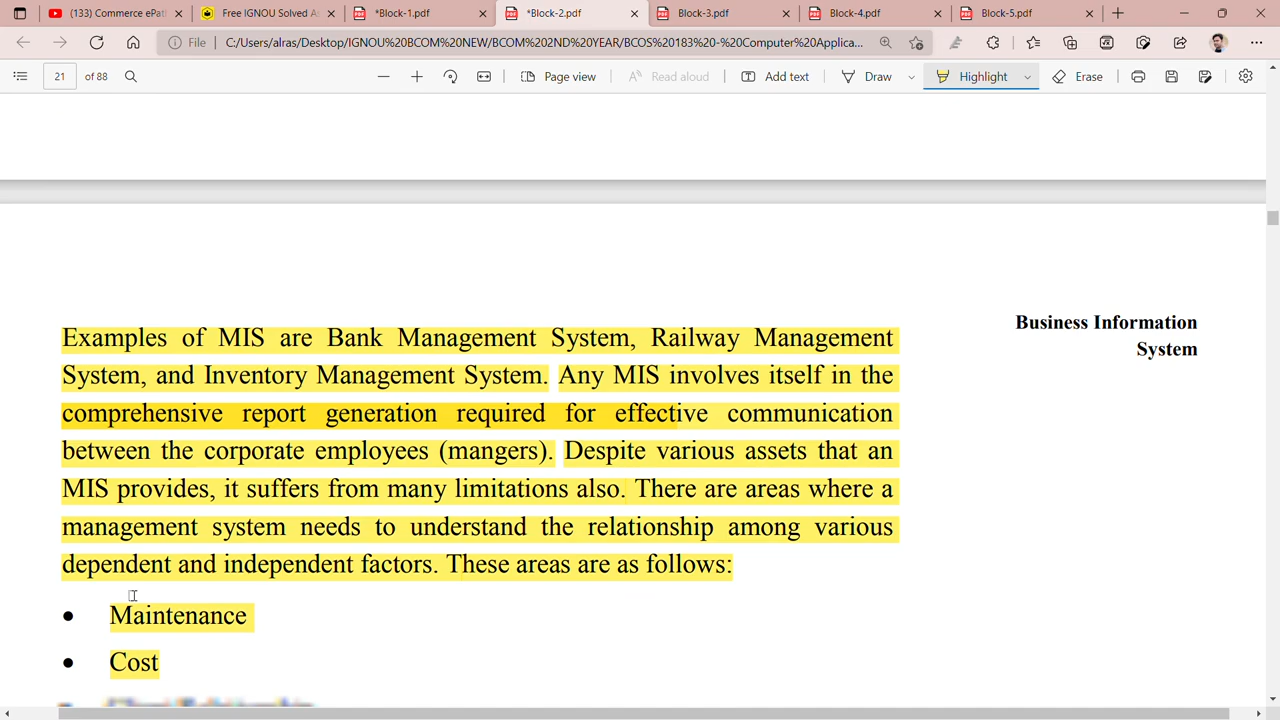 (133) Commerce ePat
Free IGNOU Solved As
*Block-1.pdf
*Block-2.pdf
Block-3.pdf
Block-4.pdf
Block-5.pdf
File
C:/Users/alras/Desktop/IGNOU%20BCOM%20NEW/BCOM%202ND%20YEAR/BCOS%20183%20-%20Computer%20Applica...
21 of 88
Page view
Read aloud
Add text
Draw
Highlight
Erase
Business Information
System
Examples of MIS are Bank Management System, Railway Management
System, and Inventory Management System. Any MIS involves itself in the
comprehensive report generation required for effective communication
between the corporate employees (mangers). Despite various assets that an
MIS provides, it suffers from many limitations also. There are areas where a
management system needs to understand the relationship among various
dependent and independent factors. These areas are as follows:
• Maintenance
• Cost